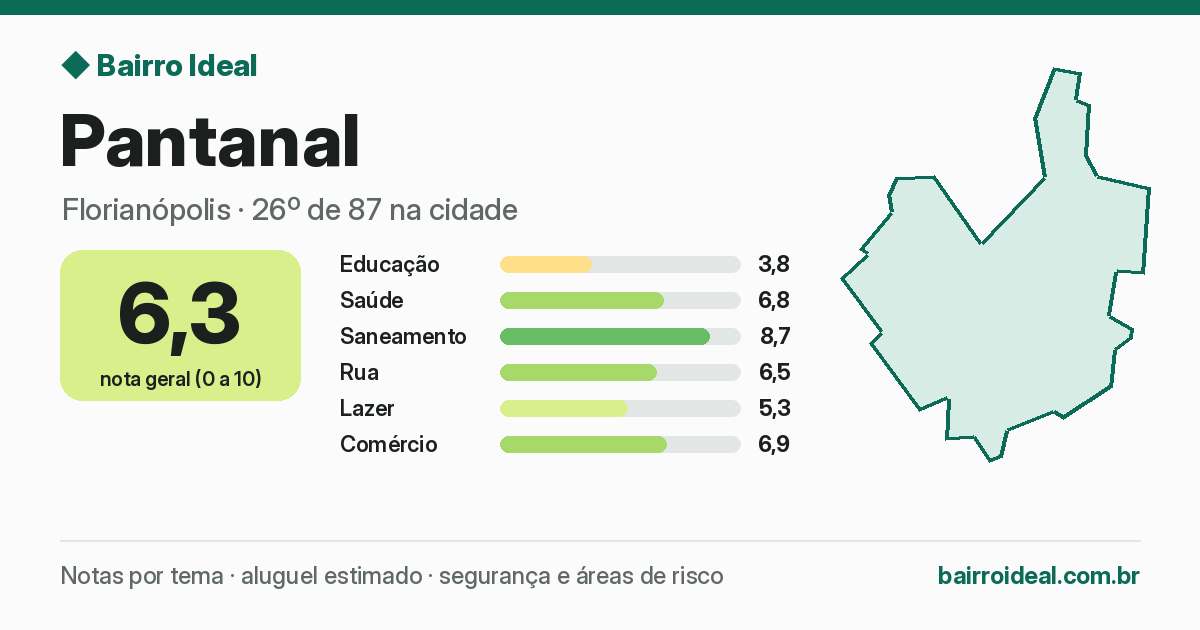 Bairro Ideal
Pantanal
Florianópolis · 26º de 87 na cidade
6,3
nota geral (0 a 10)
Educação 3,8
Saúde 6,8
Saneamento 8,7
Rua 6,5
Lazer 5,3
Comércio 6,9
Notas por tema · aluguel estimado · segurança e áreas de risco
bairroideal.com.br